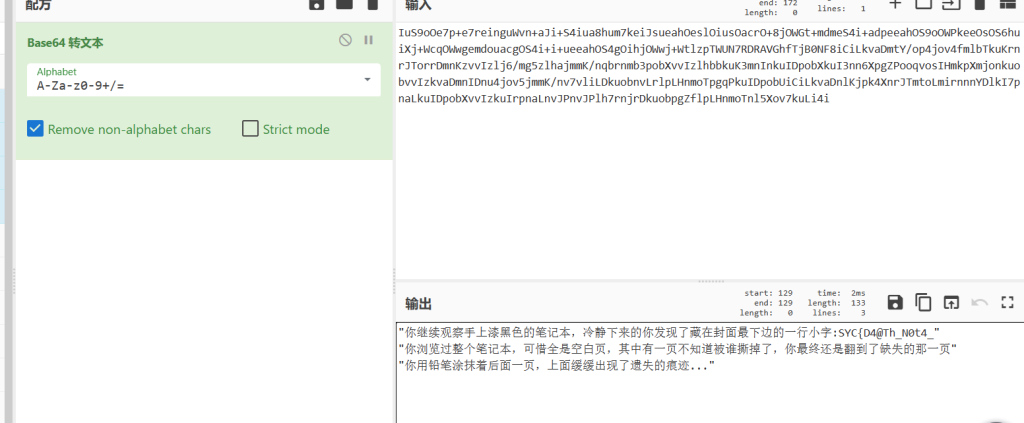 配方
输入
end: 172
length: 0
lines: 1
Base64 转文本
Alphabet
A-Za-z0-9+/=
Remove non-alphabet chars
Strict mode
IuS9oOe7p+e7reinguWvn+aJi+S4iua8hum7keiJsueahOeslOiusOacrO+8jOWGt+mdmeS4i+adpeeahOS9oOWPkeeOsOS6hu
iXj+WcqOWwgemdouacgOS4i+i+ueeahOS4gOihjOWwj+WtlzpTWUN7RDRAVGhfTjB0NF8iCiLkvaDmtY/op4jov4fmlbTkuKrn
rJTorrDmnKzvvIzlj6/mg5zlhajmmK/nqbrnmb3pobXvvIzlhbbkuK3mnInkuIDpobXkuI3nn6XpgZPooqvosIHmkpXmjonkuo
bvvIzkvaDmnIDnu4jov5jmmK/nv7vliLDkuobnvLrlpLHnmoTpgqPkuIDpobUiCiLkvaDnlKjpk4XnrJTmtoLmirnnnYDlkI7p
naLkuIDpobXvvIzkuIrpnaLnvJPnvJPlh7rnjrDkuobpgZflpLHnmoTnl5Xov7kuLi4i
输出
start: 129
end: 129
length: 0
time: 2ms
length: 133
lines: 3
"你继续观察手上漆黑色的笔记本，冷静下来的你发现了藏在封面最下边的一行小字:SYC{D4@Th_N0t4_"
"你浏览过整个笔记本，可惜全是空白页，其中有一页不知道被谁撕掉了，你最终还是翻到了缺失的那一页"
"你用铅笔涂抹着后面一页，上面缓缓出现了遗失的痕迹..."